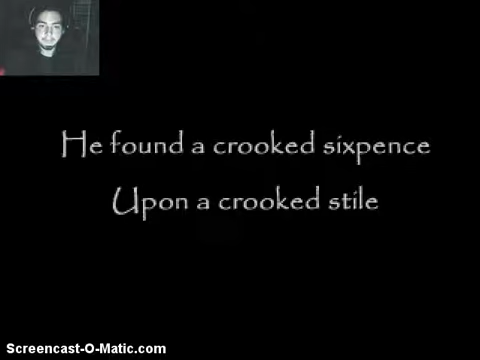 He found a crooked sixpence
Upon a crooked stile
Screencast-O-Matic.com